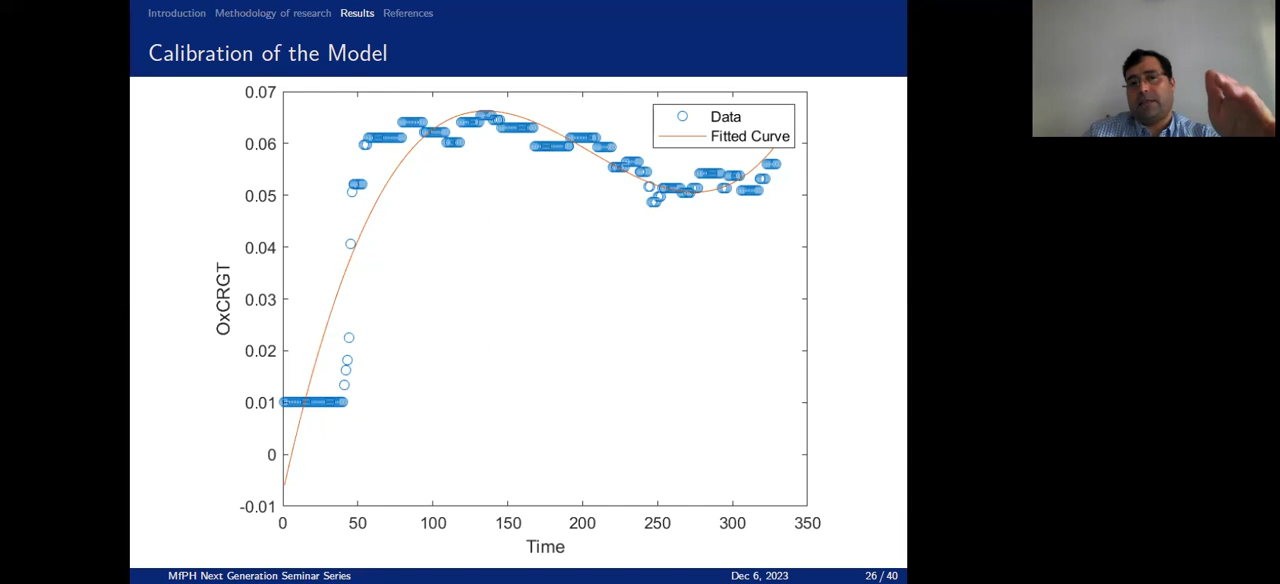 Introduction Methodology of research Results References
Calibration of the Model
0.07
0.06
0.05
0.04
0.03
0.02
0.01
0
-0.01
OxCRGT
Data
Fitted Curve
0 50 100 150 200 250 300 350
Time
MfPH Next Generation Seminar Series Dec 6, 2023 26 / 40